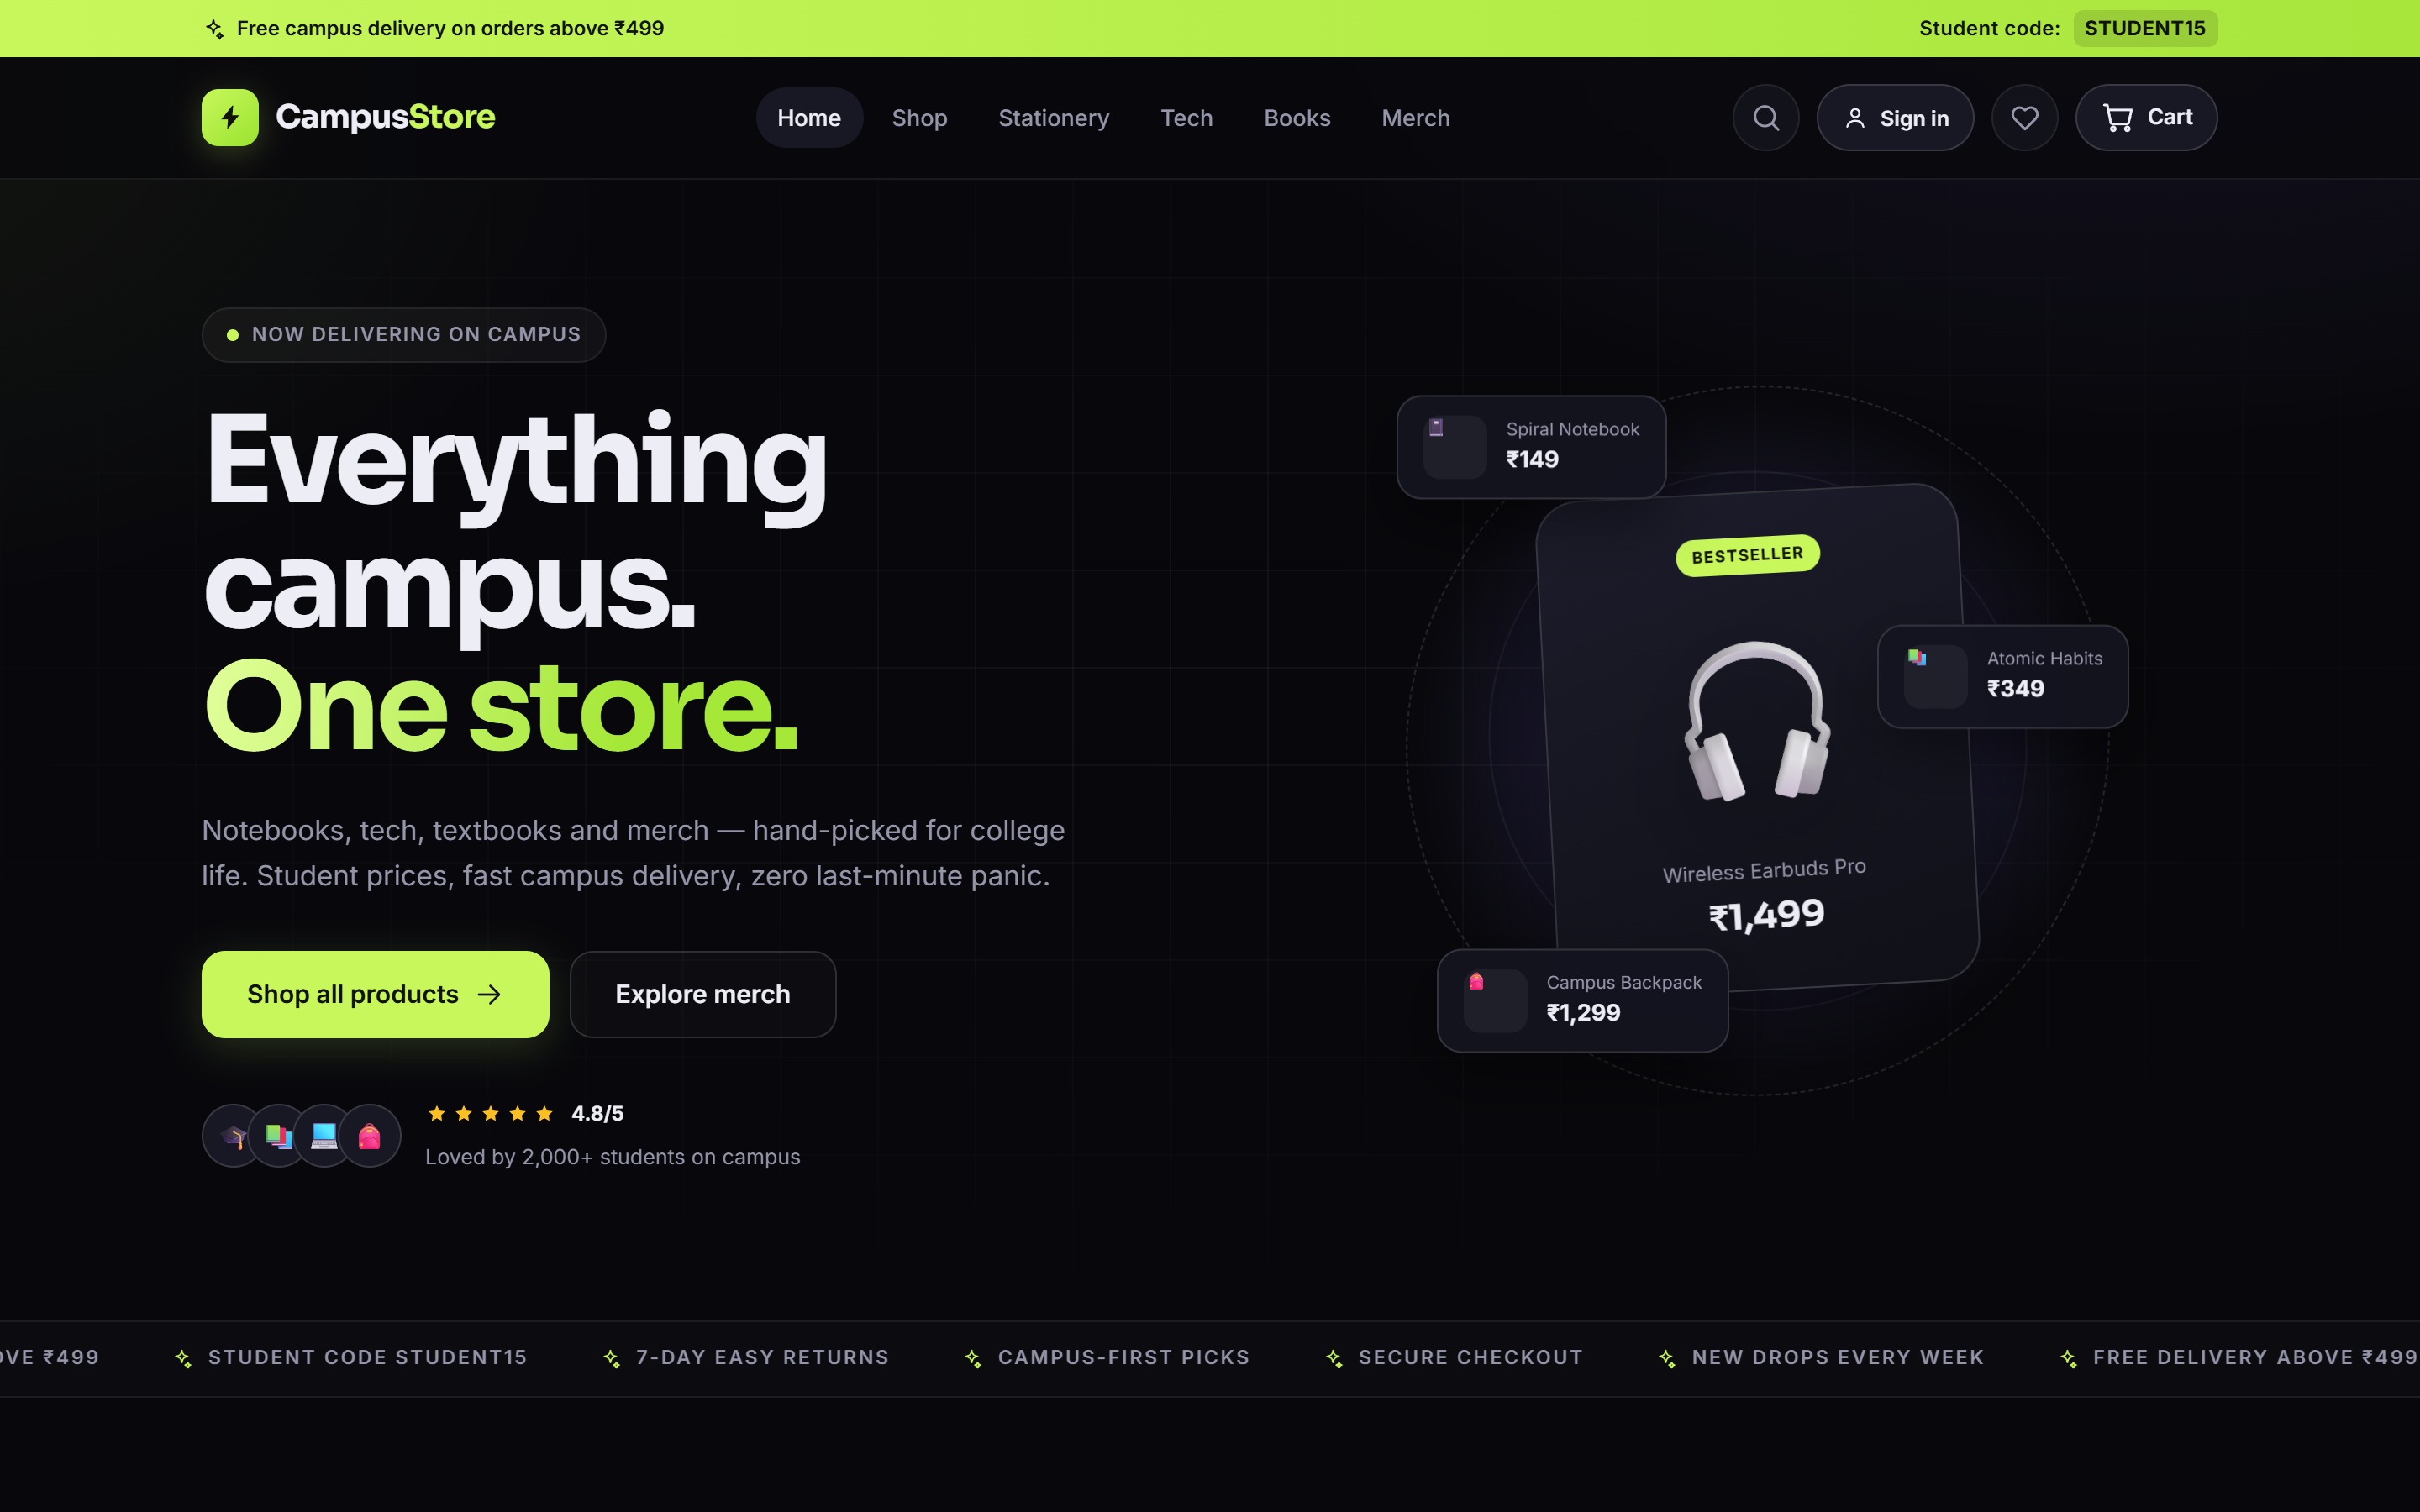 Free campus delivery on orders above ₹499
Student code: STUDENT15
CampusStore
Home
Shop
Stationery
Tech
Books
Merch
Sign in
Cart
NOW DELIVERING ON CAMPUS
Everything
campus.
One store.
Notebooks, tech, textbooks and merch — hand-picked for college
life. Student prices, fast campus delivery, zero last-minute panic.
Shop all products
Explore merch
4.8/5
Loved by 2,000+ students on campus
Spiral Notebook
₹149
BESTSELLER
Atomic Habits
₹349
Wireless Earbuds Pro
₹1,499
Campus Backpack
₹1,299
OVE ₹499
STUDENT CODE STUDENT15
7-DAY EASY RETURNS
CAMPUS-FIRST PICKS
SECURE CHECKOUT
NEW DROPS EVERY WEEK
FREE DELIVERY ABOVE ₹499